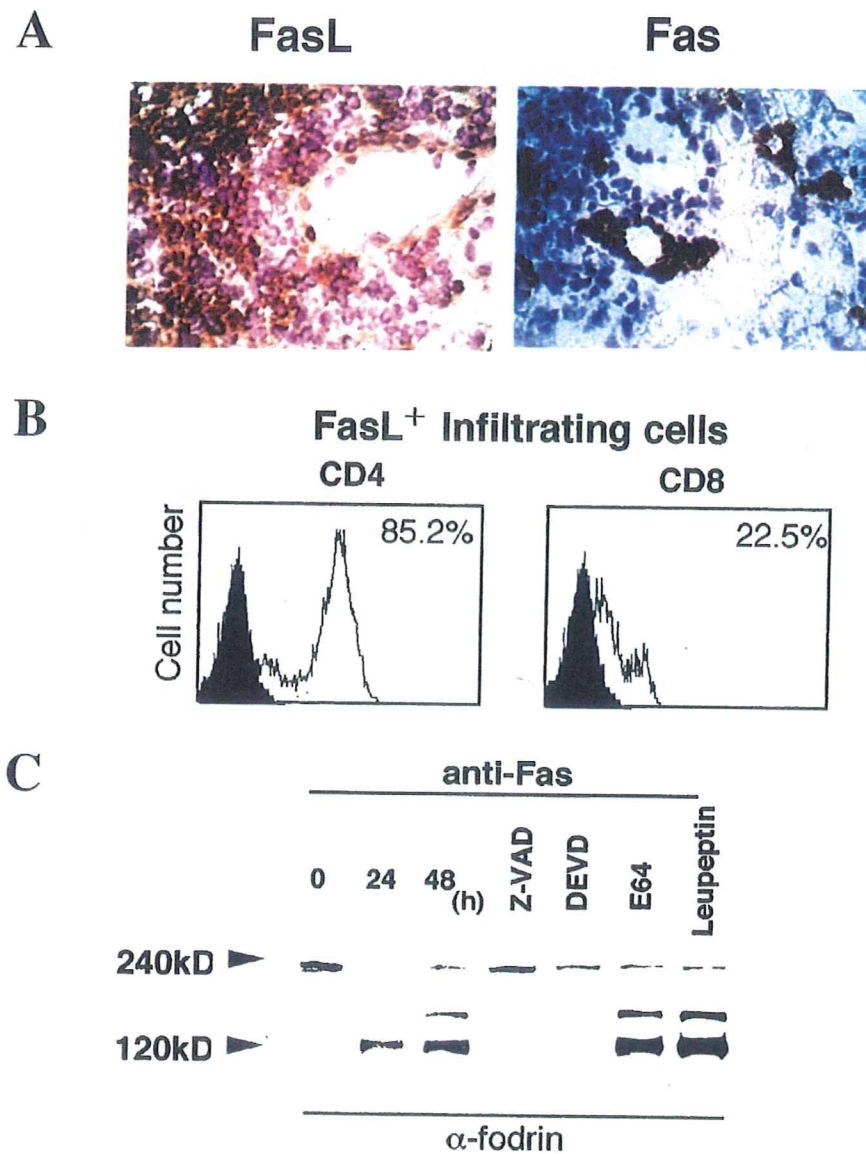 A
FasL Fas
B
FasL+ Infiltrating cells
CD4 CD8
Cell number
85.2%
22.5%
C
anti-Fas
0 24 48 (h) Z-VAD DEVD E64 Leupeptin
240kD
120kD
α-fodrin